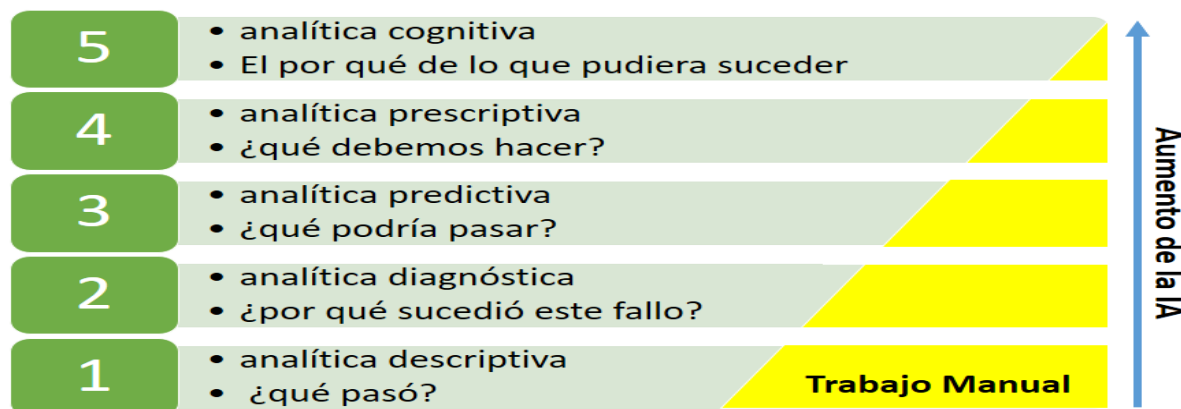 5
• analítica cognitiva
• El por qué de lo que pudiera suceder
4
• analítica prescriptiva
• ¿qué debemos hacer?
3
• analítica predictiva
• ¿qué podría pasar?
2
• analítica diagnóstica
• ¿por qué sucedió este fallo?
1
• analítica descriptiva
• ¿qué pasó?
Trabajo Manual
Aumento de la IA